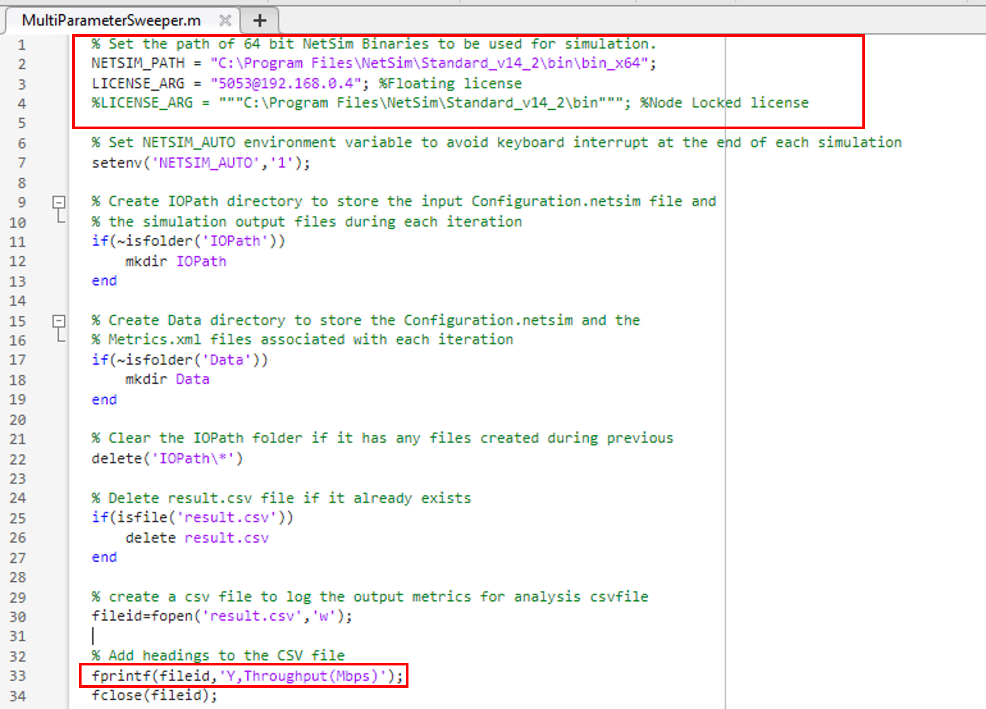 MultiParameterSweeper.m
1 % Set the path of 64 bit NetSim Binaries to be used for simulation.
2 NETSIM_PATH = "C:\Program Files\NetSim\Standard_v14_2\bin\bin_x64";
3 LICENSE_ARG = "5053@192.168.0.4"; %Floating license
4 %LICENSE_ARG = """C:\Program Files\NetSim\Standard_v14_2\bin"""; %Node Locked license
5
6 % Set NETSIM_AUTO environment variable to avoid keyboard interrupt at the end of each simulation
7 setenv('NETSIM_AUTO','1');
8
9 % Create IOPath directory to store the input Configuration.netsim file and
10 % the simulation output files during each iteration
11 if(~isfolder('IOPath'))
12     mkdir IOPath
13 end
14
15 % Create Data directory to store the Configuration.netsim and the
16 % Metrics.xml files associated with each iteration
17 if(~isfolder('Data'))
18     mkdir Data
19 end
20
21 % Clear the IOPath folder if it has any files created during previous
22 delete('IOPath\*')
23
24 % Delete result.csv file if it already exists
25 if(isfile('result.csv'))
26     delete result.csv
27 end
28
29 % create a csv file to log the output metrics for analysis csvfile
30 fileid=fopen('result.csv','w');
31
32 % Add headings to the CSV file
33 fprintf(fileid,'Y,Throughput(Mbps)');
34 fclose(fileid);